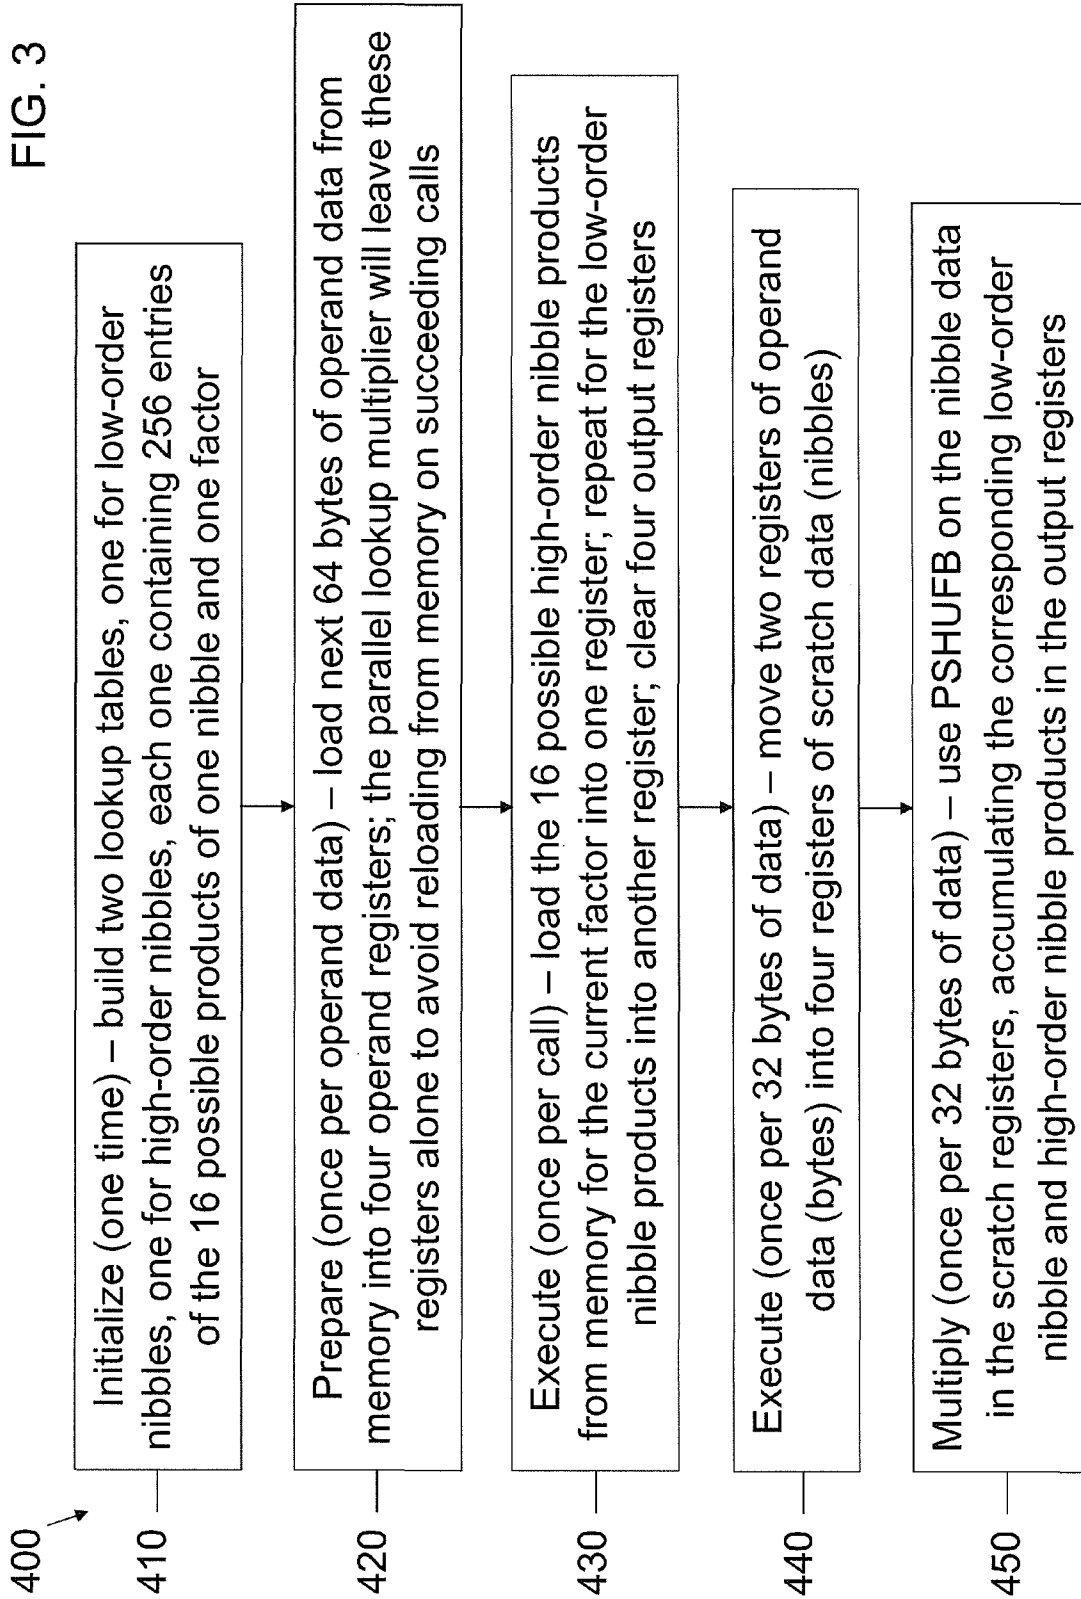 FIG. 3
400
410
Initialize (one time) – build two lookup tables, one for low-order
nibbles, one for high-order nibbles, each one containing 256 entries
of the 16 possible products of one nibble and one factor
420
Prepare (once per operand data) – load next 64 bytes of operand data from
memory into four operand registers; the parallel lookup multiplier will leave these
registers alone to avoid reloading from memory on succeeding calls
430
Execute (once per call) – load the 16 possible high-order nibble products
from memory for the current factor into one register; repeat for the low-order
nibble products into another register; clear four output registers
440
Execute (once per 32 bytes of data) – move two registers of operand
data (bytes) into four registers of scratch data (nibbles)
450
Multiply (once per 32 bytes of data) – use PSHUFB on the nibble data
in the scratch registers, accumulating the corresponding low-order
nibble and high-order nibble products in the output registers